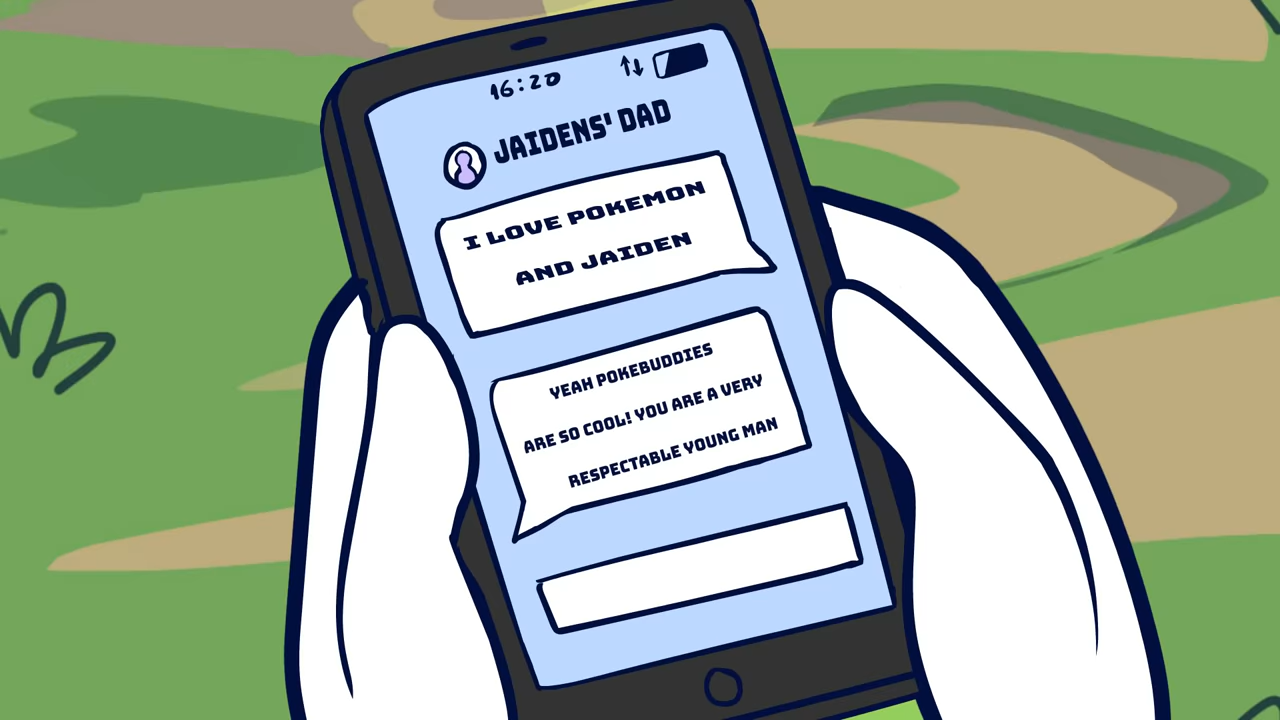 16:20
JAIDENS' DAD
I LOVE POKEMON
AND JAIDEN
YEAH POKEBUDDIES
ARE SO COOL! YOU ARE A VERY
RESPECTABLE YOUNG MAN